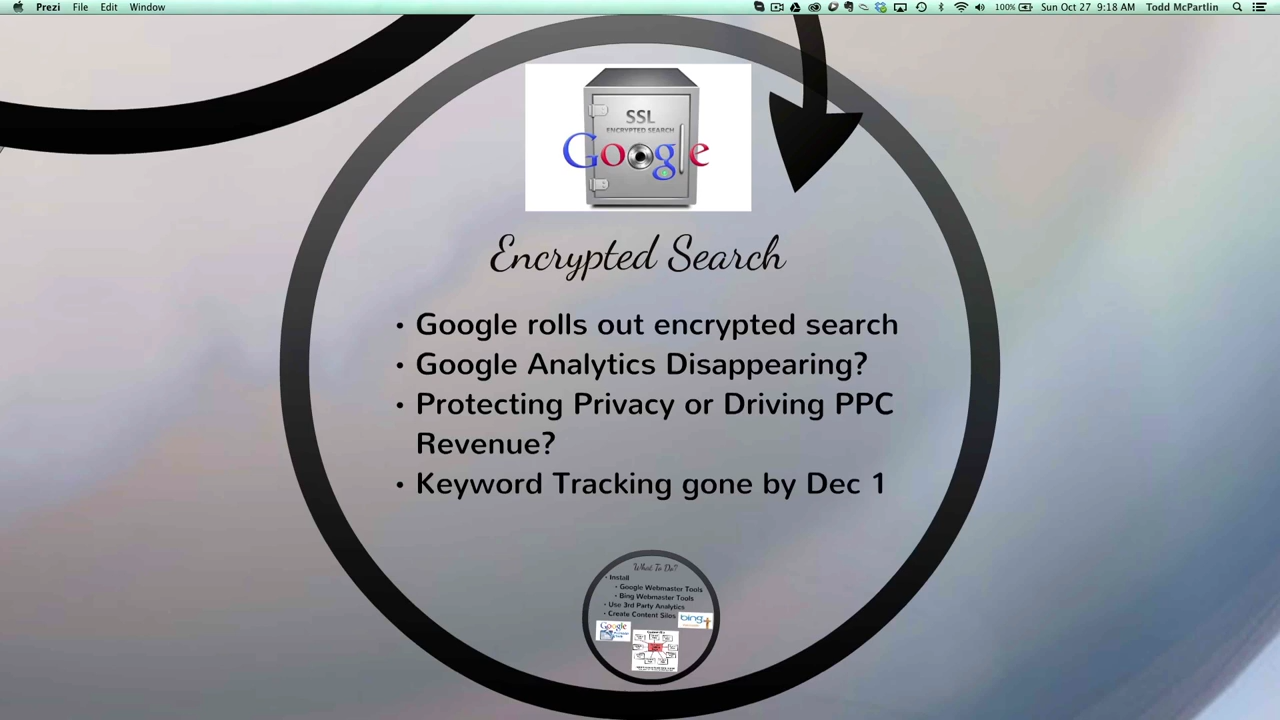 Prezi File Edit Window 100% Sun Oct 27 9:18 AM Todd McPartlin
SSL
ENCRYPTED SEARCH
Google
Encrypted Search
• Google rolls out encrypted search
• Google Analytics Disappearing?
• Protecting Privacy or Driving PPC
Revenue?
• Keyword Tracking gone by Dec 1
What To Do?
• Install
• Google Webmaster Tools
• Bing Webmaster Tools
• Use 3rd Party Analytics
• Create Content Silos
bing
Google